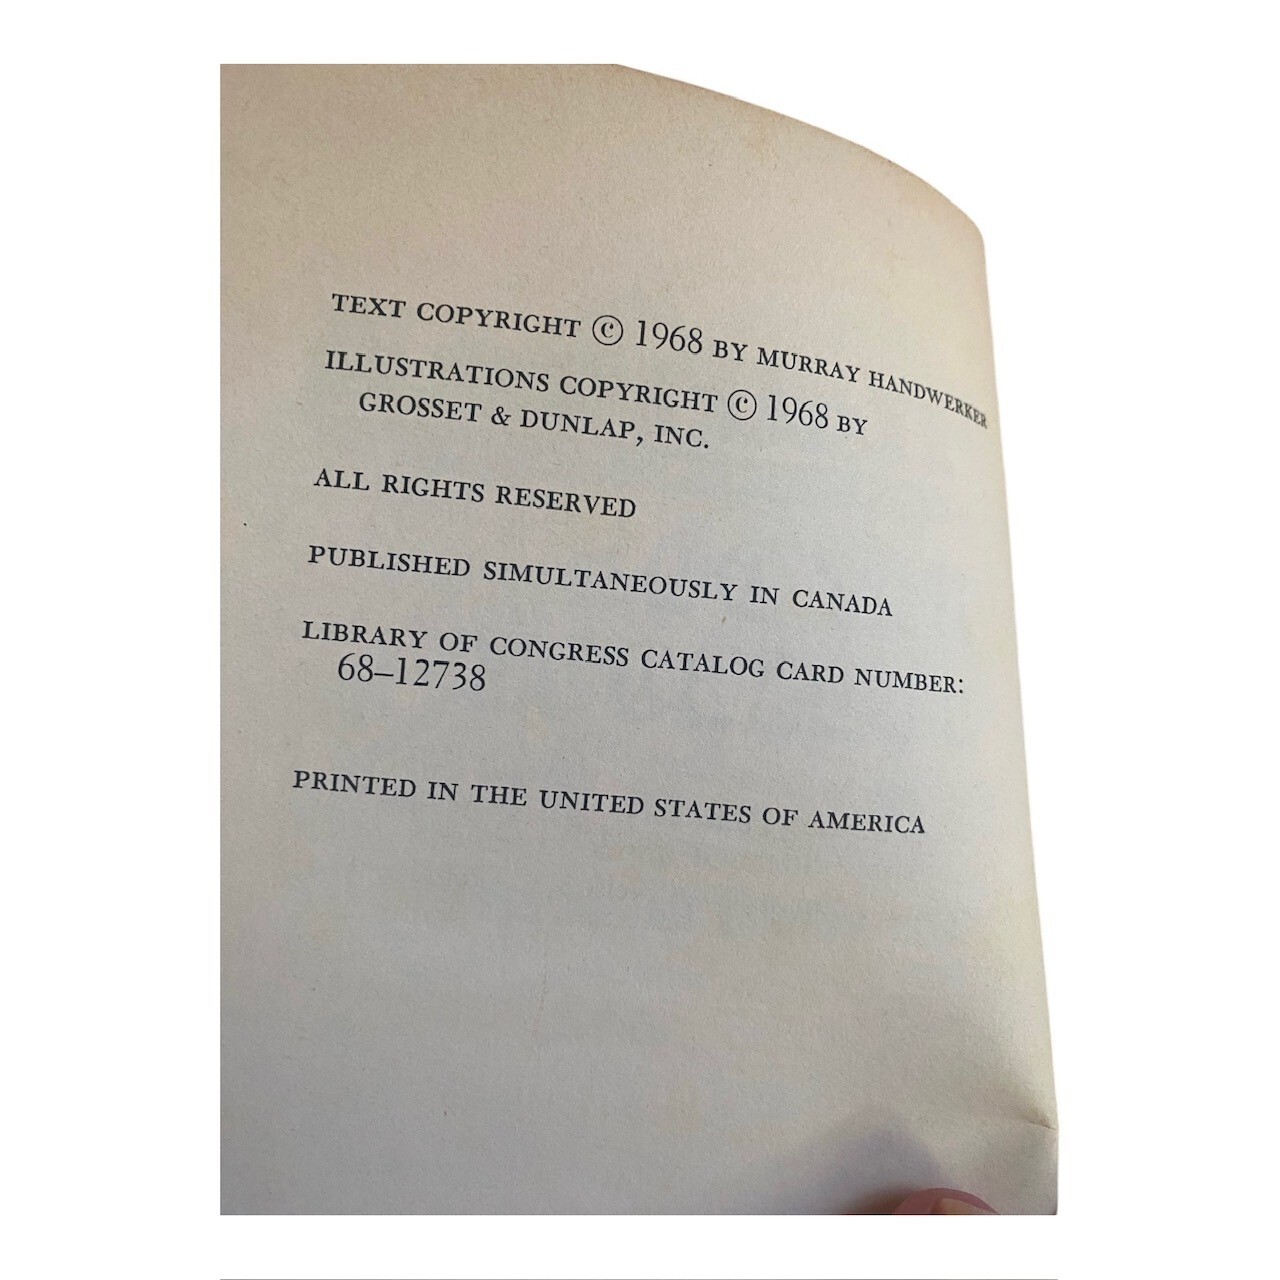 TEXT COPYRIGHT © 1968 BY MURRAY HANDWERKER
ILLUSTRATIONS COPYRIGHT © 1968 BY
GROSSET & DUNLAP, INC.
ALL RIGHTS RESERVED
PUBLISHED SIMULTANEOUSLY IN CANADA
LIBRARY OF CONGRESS CATALOG CARD NUMBER:
68–12738
PRINTED IN THE UNITED STATES OF AMERICA